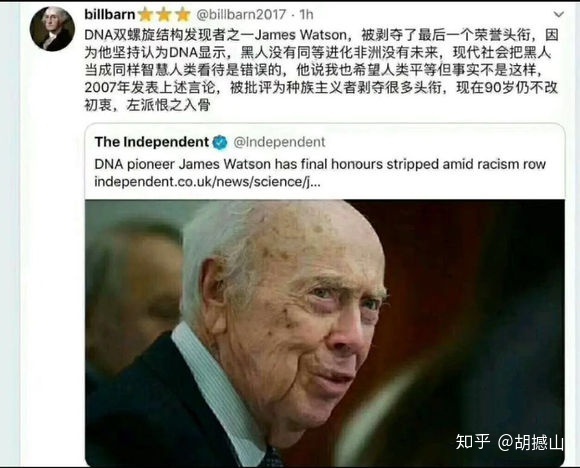 billbarn⭐⭐⭐ @billbarn2017 · 1h
DNA双螺旋结构发现者之一James Watson，被剥夺了最后一个荣誉头衔，因
为他坚持认为DNA显示，黑人没有同等进化非洲没有未来，现代社会把黑人
当成同样智慧人类看待是错误的，他说我也希望人类平等但事实不是这样，
2007年发表上述言论，被批评为种族主义者剥夺很多头衔，现在90岁仍不改
初衷，左派恨之入骨
The Independent @Independent
DNA pioneer James Watson has final honours stripped amid racism row
independent.co.uk/news/science/j...
知乎 @胡撼山